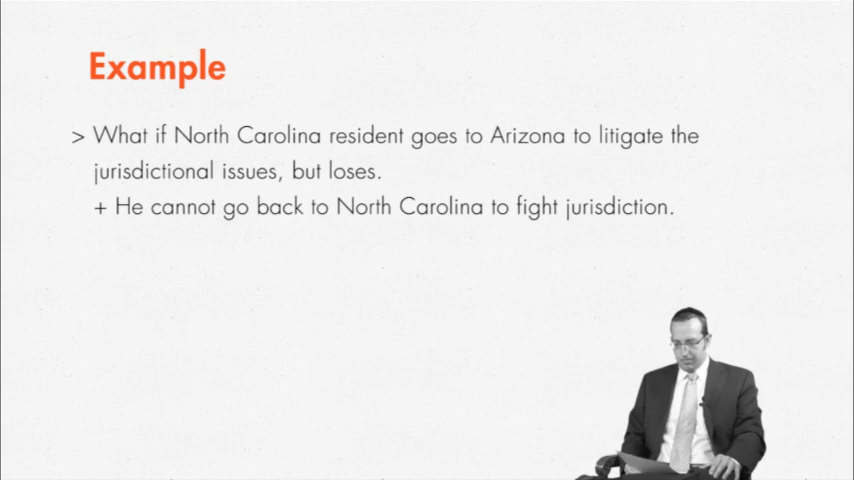 Example
> What if North Carolina resident goes to Arizona to litigate the
jurisdictional issues, but loses.
+ He cannot go back to North Carolina to fight jurisdiction.